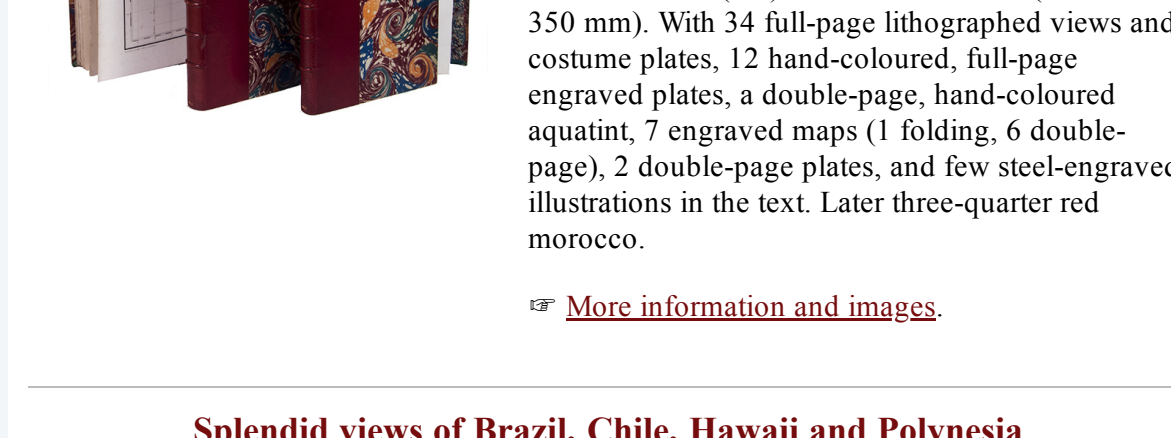 350 mm). With 34 full-page lithographed views and
costume plates, 12 hand-coloured, full-page
engraved plates, a double-page, hand-coloured
aquatint, 7 engraved maps (1 folding, 6 double-
page), 2 double-page plates, and few steel-engraved
illustrations in the text. Later three-quarter red
morocco.
☞ More information and images.
Splendid views of Brazil, Chile, Hawaii and Polynesia